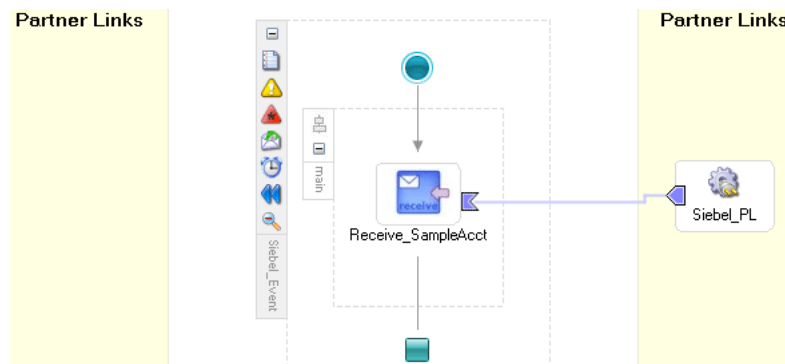 Partner Links
Partner Links
main
receive
Siebel_PL
Receive_SampleAcct
Siebel_Event